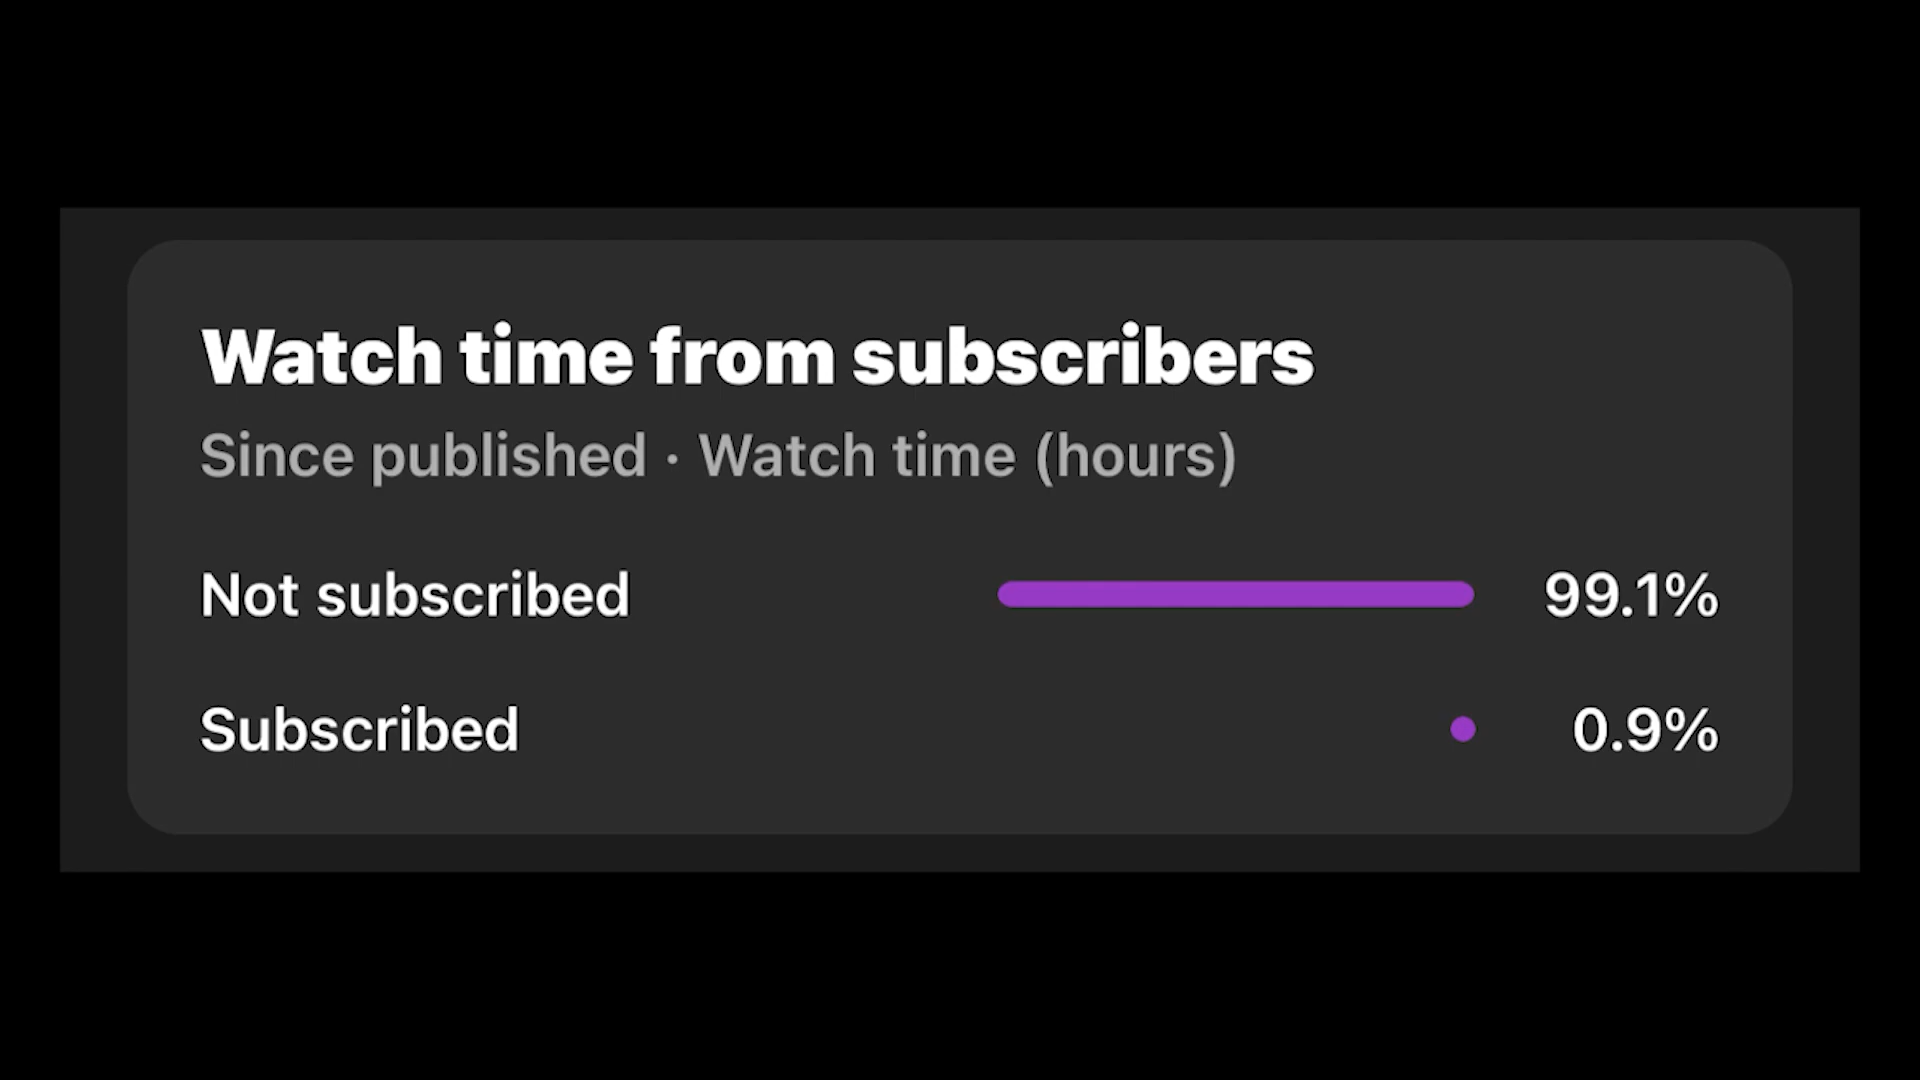 Watch time from subscribers
Since published · Watch time (hours)
Not subscribed 99.1%
Subscribed 0.9%